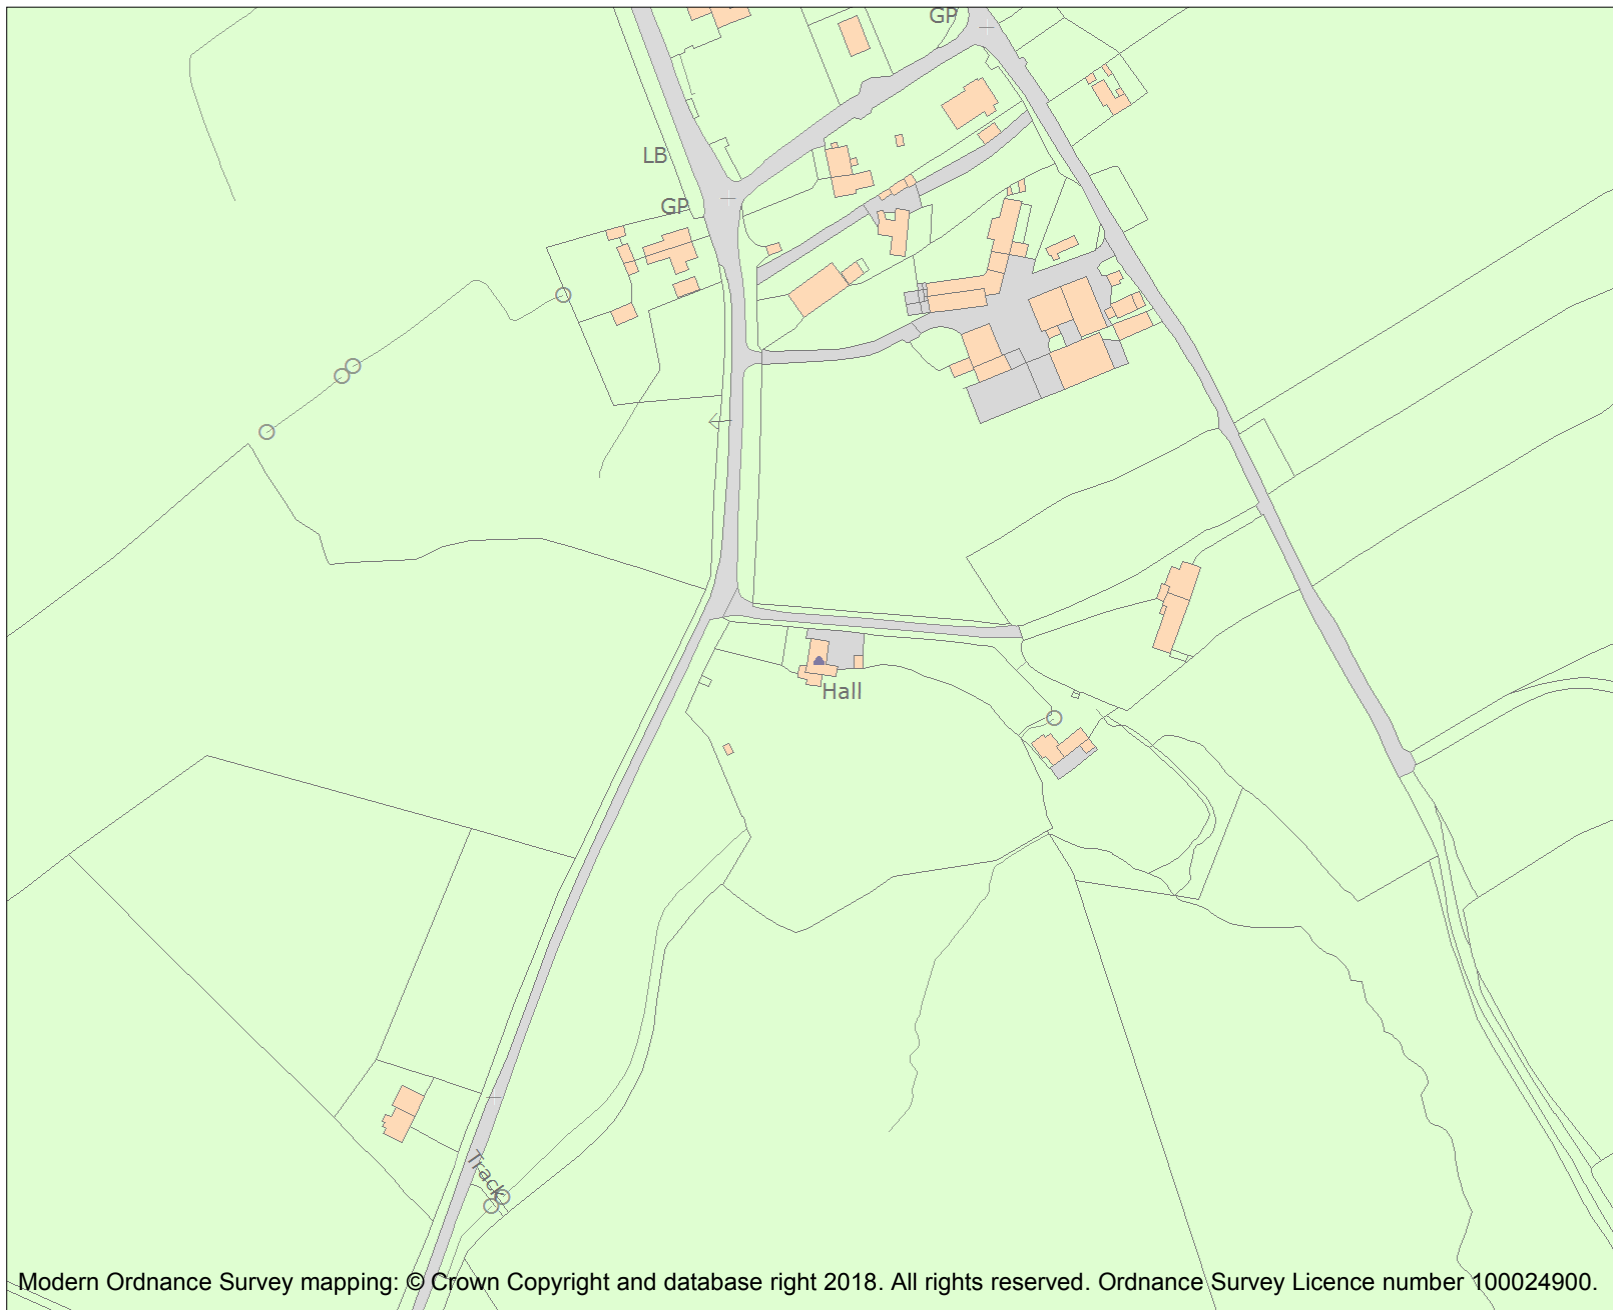 GP
LB
GP
Hall
Track
Modern Ordnance Survey mapping: © Crown Copyright and database right 2018. All rights reserved. Ordnance Survey Licence number 100024900.